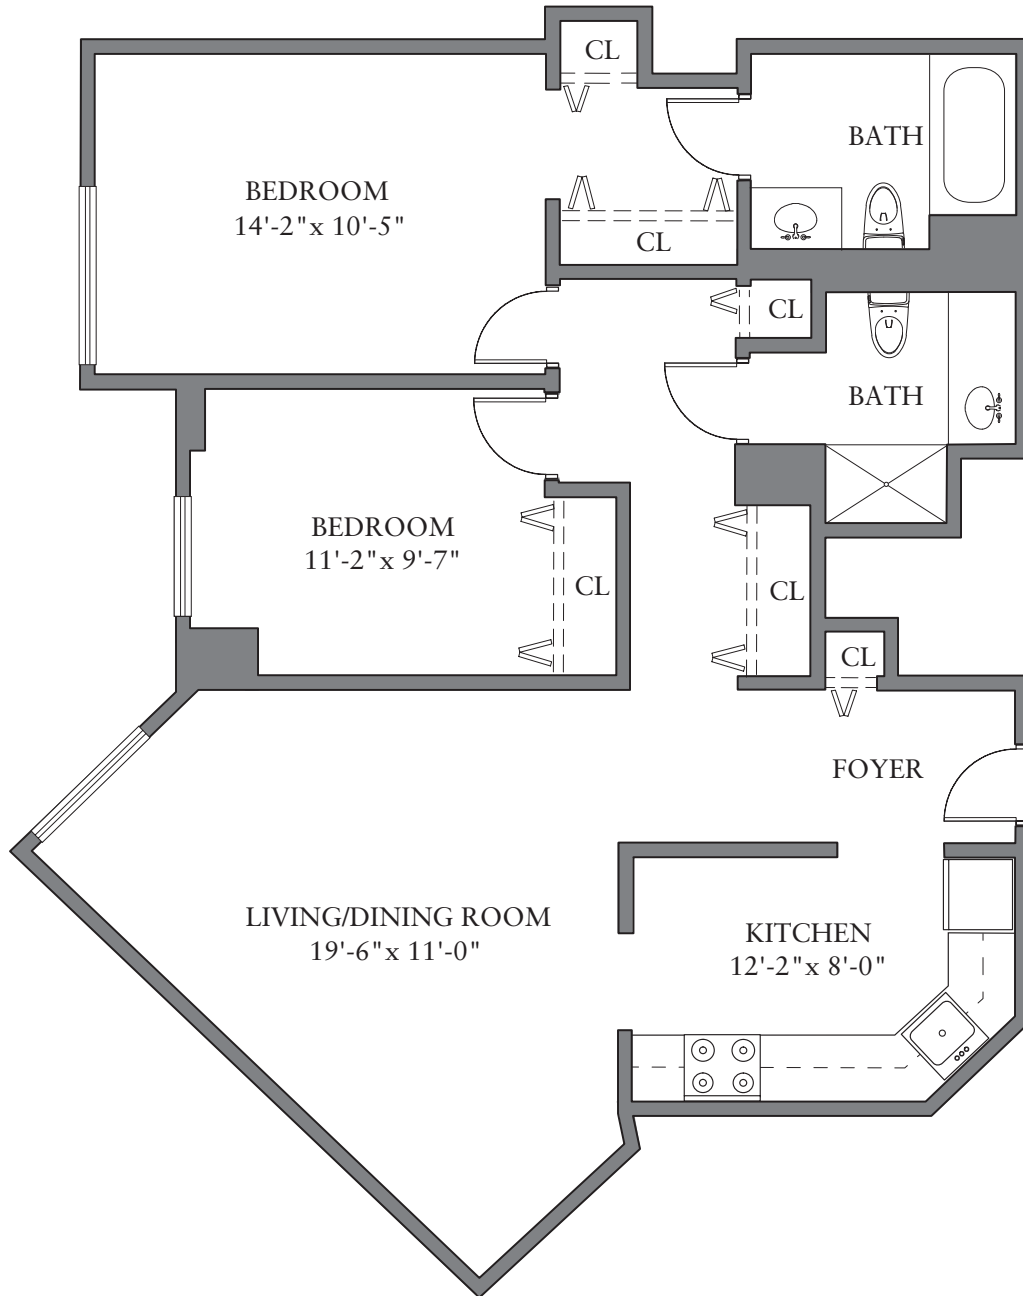 CL
BATH
BEDROOM
14'-2"x 10'-5"
CL
CL
BATH
BEDROOM
11'-2"x 9'-7"
CL
CL
CL
FOYER
LIVING/DINING ROOM
19'-6"x 11'-0"
KITCHEN
12'-2"x 8'-0"